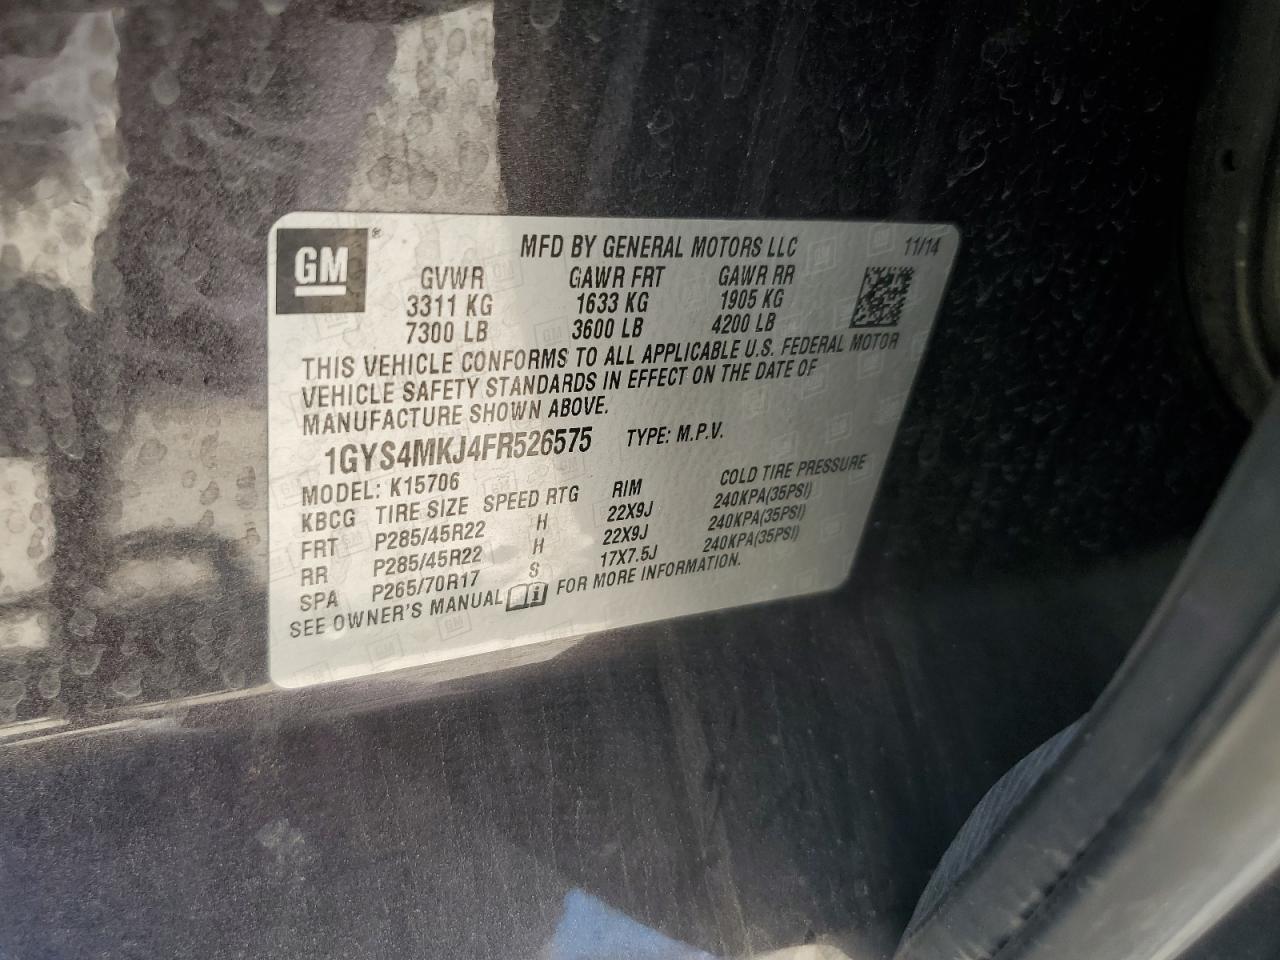 GM ® MFD BY GENERAL MOTORS LLC 11/14
GVWR GAWR FRT GAWR RR
3311 KG 1633 KG 1905 KG
7300 LB 3600 LB 4200 LB
THIS VEHICLE CONFORMS TO ALL APPLICABLE U.S. FEDERAL MOTOR
VEHICLE SAFETY STANDARDS IN EFFECT ON THE DATE OF
MANUFACTURE SHOWN ABOVE.
1GYS4MKJ4FR526575 TYPE: M.P.V.
MODEL: K15706
KBCG TIRE SIZE SPEED RTG RIM COLD TIRE PRESSURE
FRT P285/45R22 H 22X9J 240KPA(35PSI)
RR P285/45R22 H 22X9J 240KPA(35PSI)
SPA P265/70R17 S 17X7.5J 240KPA(35PSI)
SEE OWNER'S MANUAL FOR MORE INFORMATION.